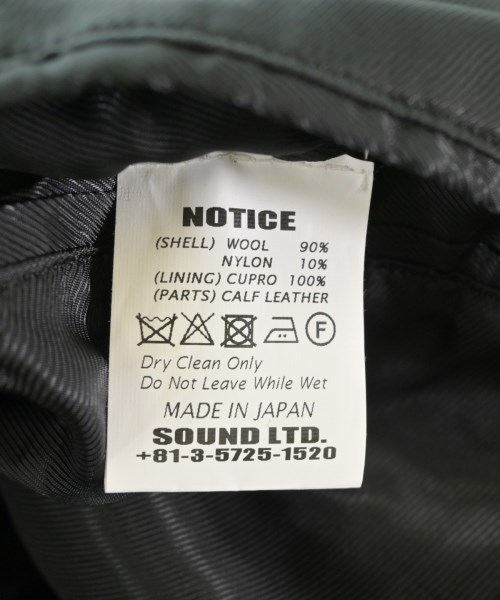 NOTICE
(SHELL) WOOL 90%
NYLON 10%
(LINING) CUPRO 100%
(PARTS) CALF LEATHER
F
Dry Clean Only
Do Not Leave While Wet
MADE IN JAPAN
SOUND LTD.
+81-3-5725-1520